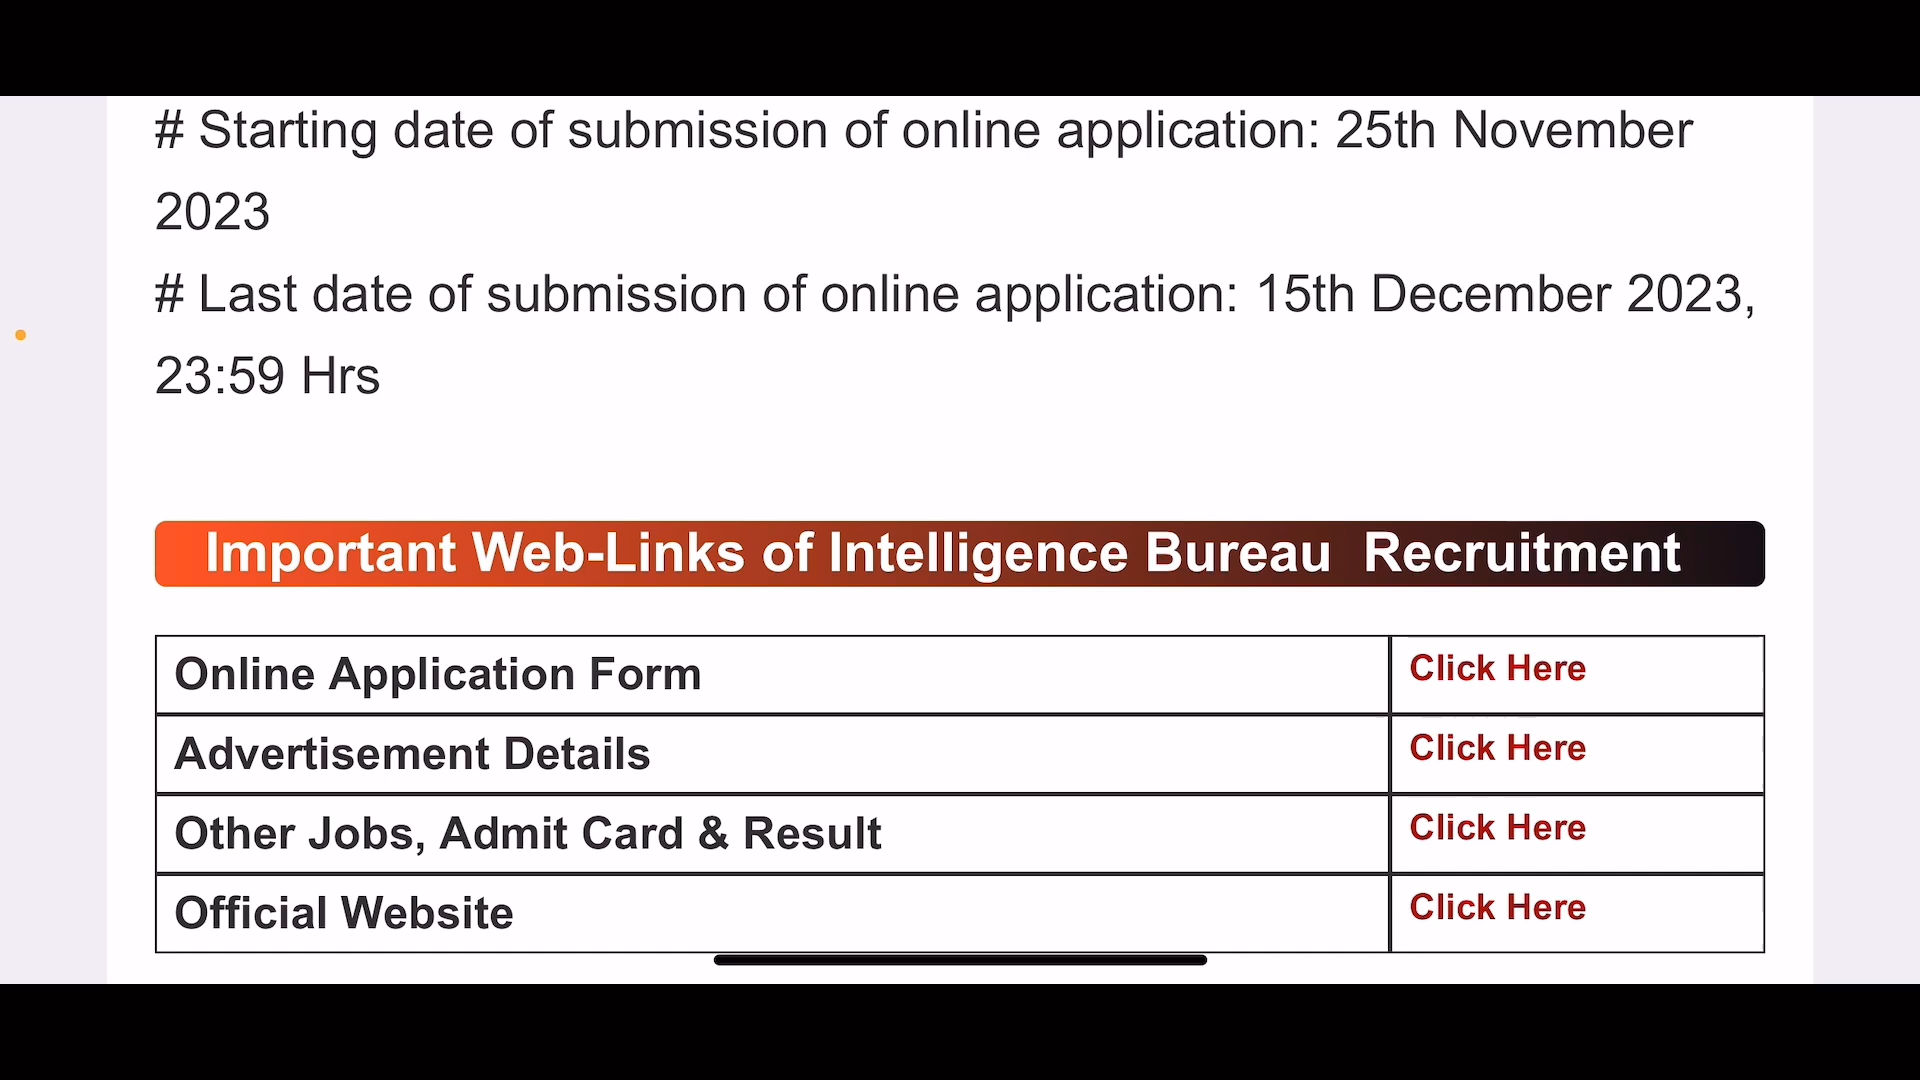 # Starting date of submission of online application: 25th November
2023
# Last date of submission of online application: 15th December 2023,
23:59 Hrs
Important Web-Links of Intelligence Bureau  Recruitment
Online Application Form Click Here
Advertisement Details Click Here
Other Jobs, Admit Card & Result Click Here
Official Website Click Here